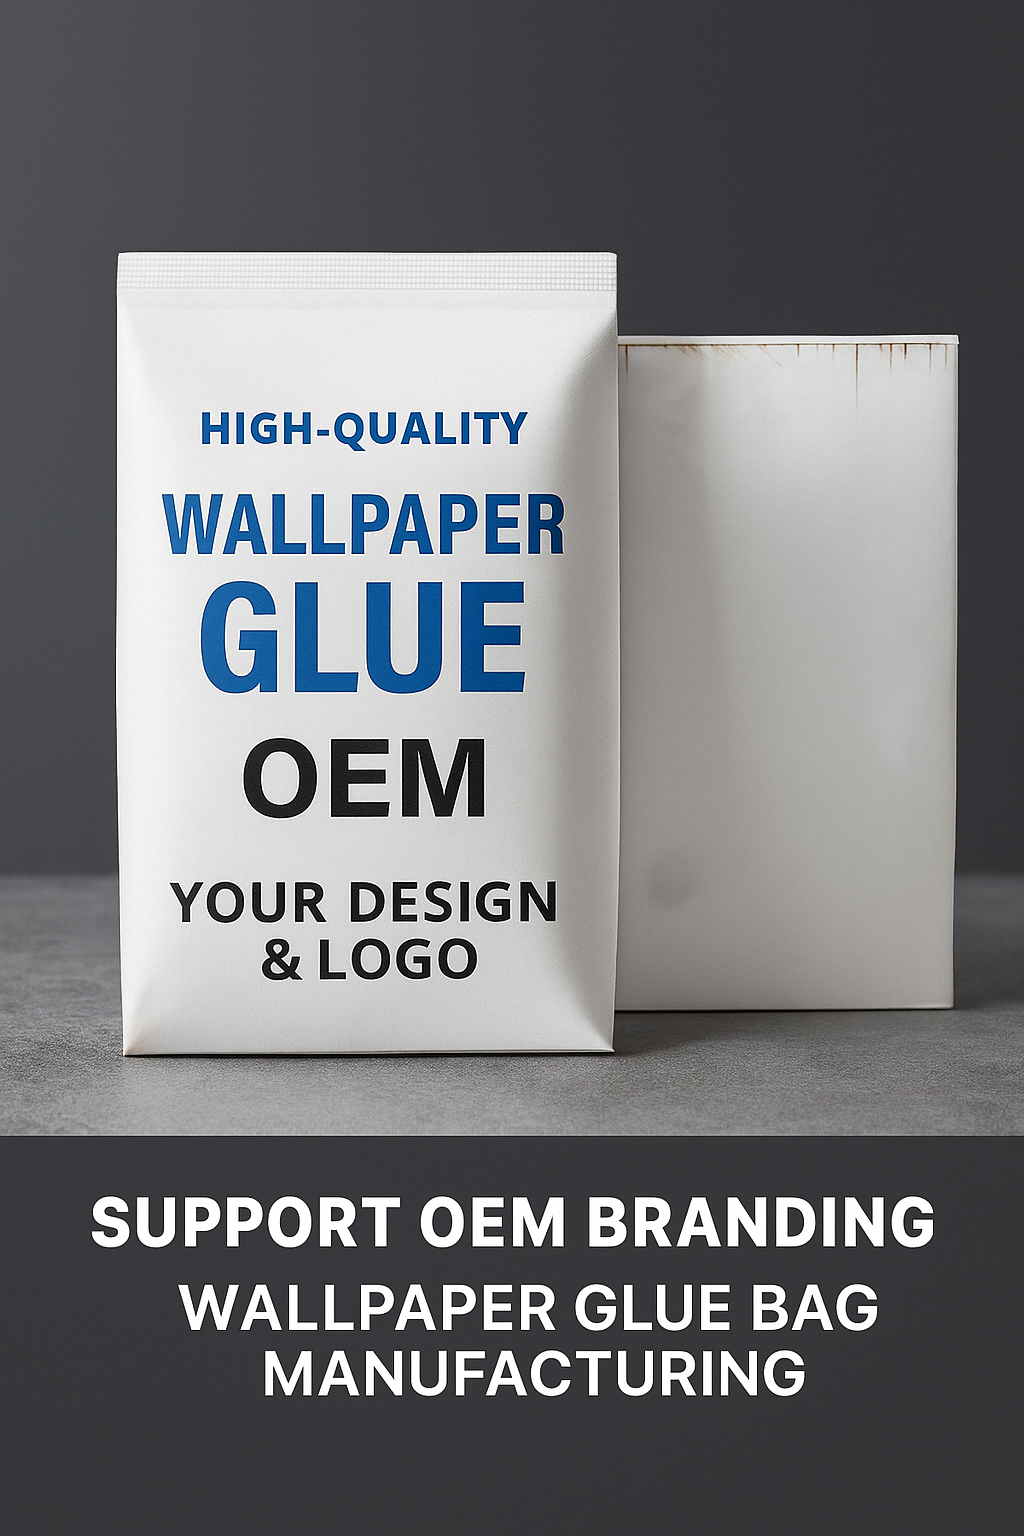 HIGH-QUALITY
WALLPAPER
GLUE
OEM
YOUR DESIGN
& LOGO
SUPPORT OEM BRANDING
WALLPAPER GLUE BAG
MANUFACTURING